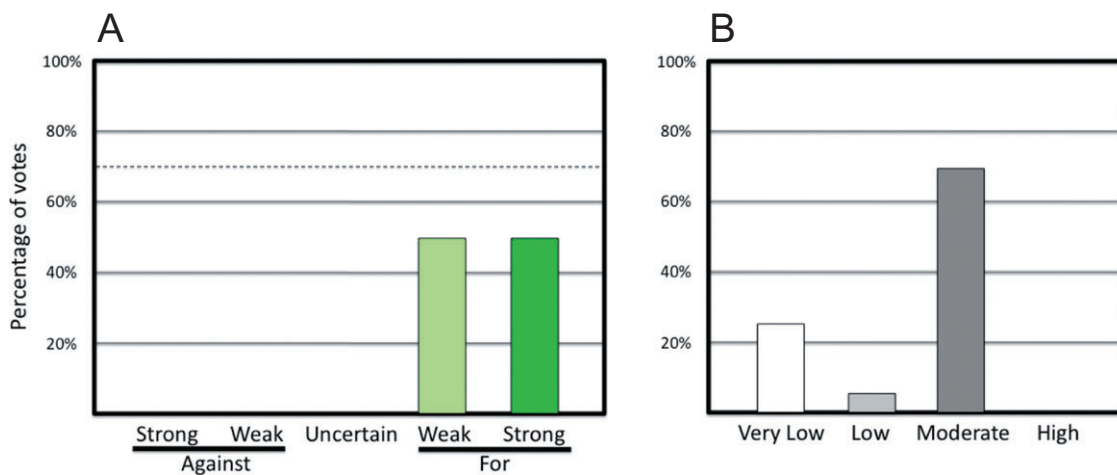 A
B
Percentage of votes
100%
80%
60%
40%
20%
Strong Weak Uncertain Weak Strong
Against For
100%
80%
60%
40%
20%
Very Low Low Moderate High